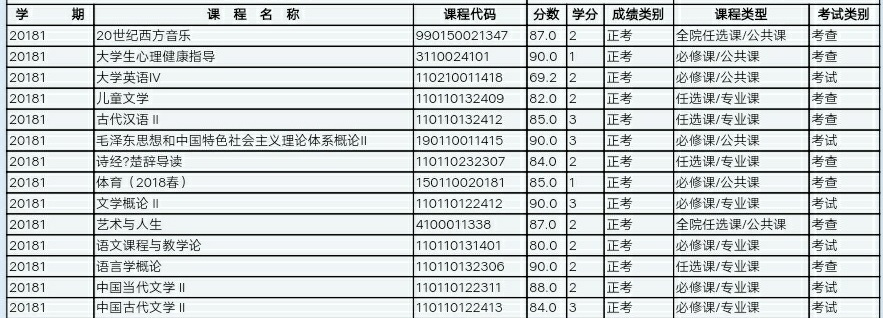 学 期 课 程 名 称 课程代码 分数 学分 成绩类别 课程类型 考试类别
20181 20世纪西方音乐 990150021347 87.0 2 正考 全院任选课/公共课 考查
20181 大学生心理健康指导 3110024101 90.0 1 正考 必修课/公共课 考查
20181 大学英语IV 110210011418 69.2 2 正考 必修课/公共课 考试
20181 儿童文学 110110132409 82.0 2 正考 任选课/专业课 考查
20181 古代汉语 II 110110132412 85.0 3 正考 任选课/专业课 考查
20181 毛泽东思想和中国特色社会主义理论体系概论II 190110011415 90.0 3 正考 必修课/公共课 考试
20181 诗经?楚辞导读 110110232307 84.0 2 正考 任选课/专业课 考查
20181 体育（2018春） 150110020181 85.0 1 正考 必修课/公共课 考查
20181 文学概论 II 110110122412 90.0 3 正考 必修课/专业课 考试
20181 艺术与人生 4100011338 87.0 2 正考 全院任选课/公共课 考查
20181 语文课程与教学论 110110131401 80.0 2 正考 必修课/专业课 考试
20181 语言学概论 110110132306 90.0 2 正考 任选课/专业课 考查
20181 中国当代文学 II 110110122311 88.0 2 正考 必修课/专业课 考试
20181 中国古代文学 II 110110122413 84.0 3 正考 必修课/专业课 考试